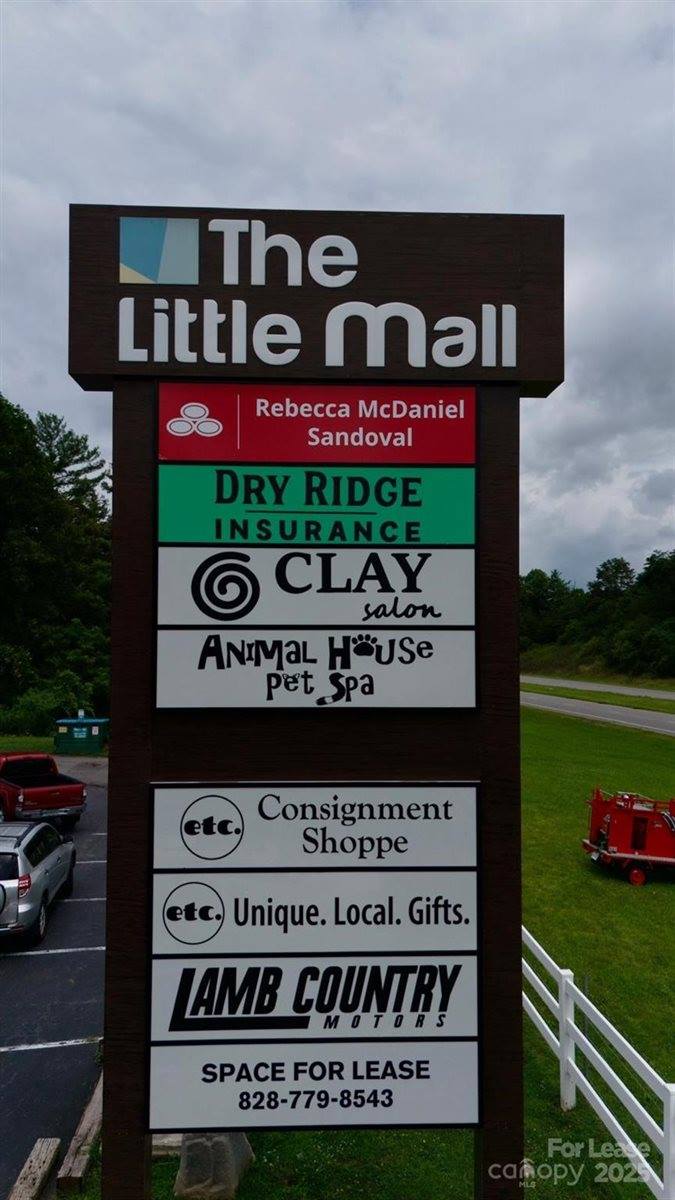 The
Little Mall
Rebecca McDaniel
Sandoval
DRY RIDGE
INSURANCE
CLAY
salon
ANIMAL HOUSE
Pet Spa
etc. Consignment
Shoppe
etc. Unique. Local. Gifts.
LAMB COUNTRY
MOTORS
SPACE FOR LEASE
828-779-8543
For Lease
canopy 2025
MLS